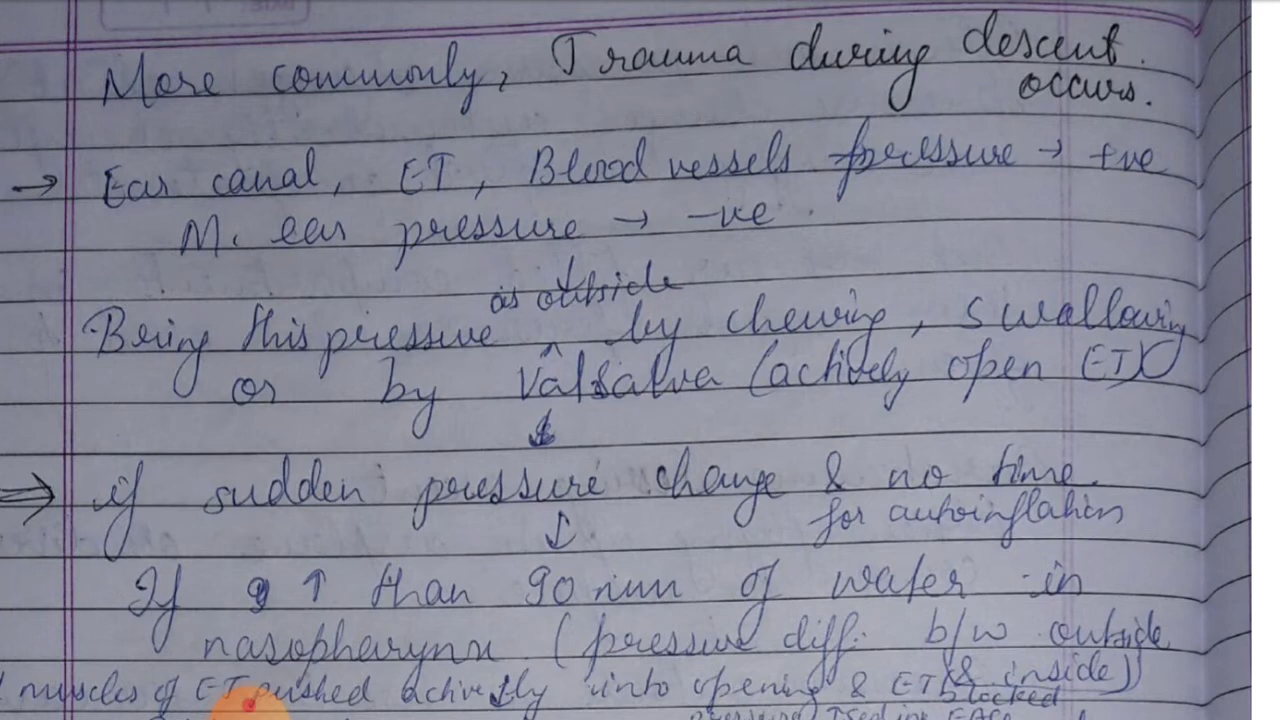 More commonly, Trauma during descent
occurs.
→ Ear canal, ET, Blood vessels pressure → +ve
M. ear pressure → -ve.
as outside
Being this pressure ^ by chewing, swallowing
or by Valsalva (actively open ET)
↓
⇒ if sudden pressure change & no time
for autoinflation
↓
If ↑ than 90 mm of water in
nasopharynx (pressure diff. b/w outside
& inside)
muscles of ET pushed actively into opening & ET blocked